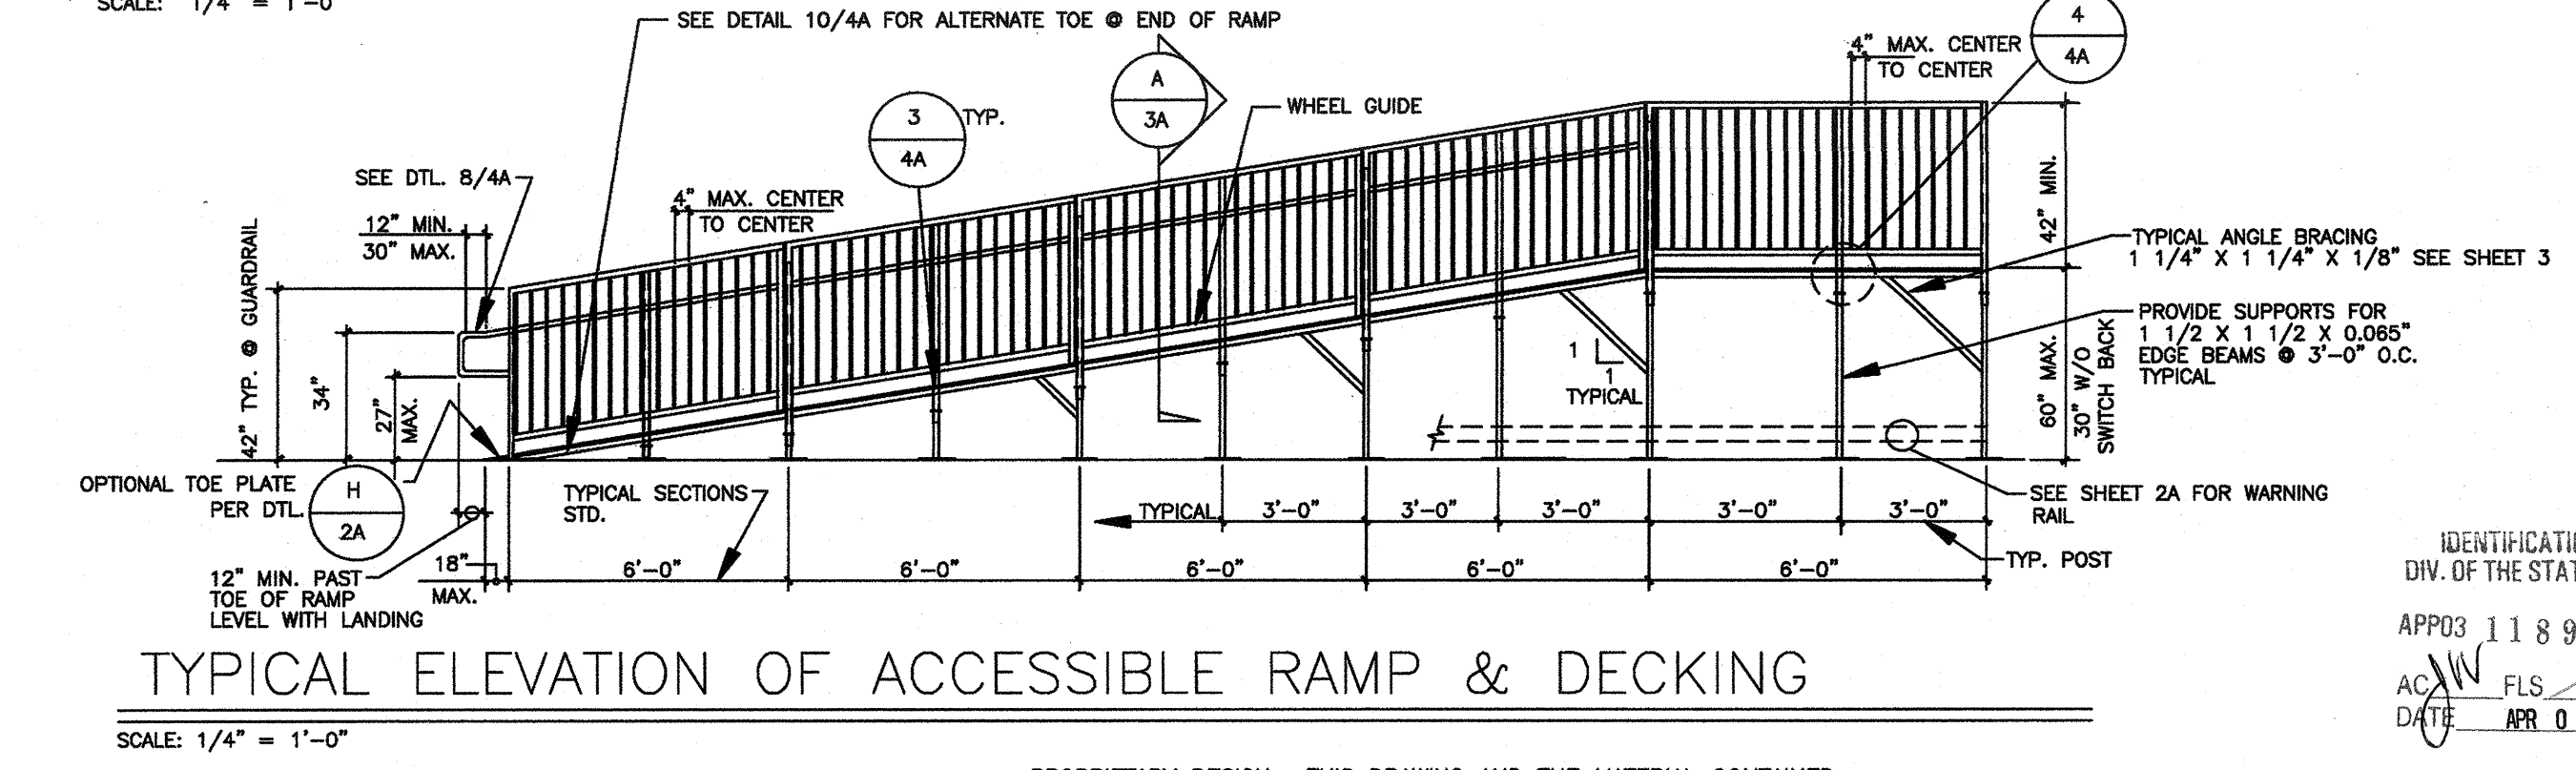 SCALE: 1/4" = 1'-0
SEE DETAIL 10/4A FOR ALTERNATE TOE @ END OF RAMP
4
4A
4" MAX. CENTER
TO CENTER
A
3A
WHEEL GUIDE
3
4A
TYP.
SEE DTL. 8/4A
12" MIN.
30" MAX.
4" MAX. CENTER
TO CENTER
42" MIN.
TYPICAL ANGLE BRACING
1 1/4" X 1 1/4" X 1/8" SEE SHEET 3
42" TYP. @ GUARDRAIL
34"
27"
MAX.
1
1
TYPICAL
60" MAX.
30" W/O
SWITCH BACK
PROVIDE SUPPORTS FOR
1 1/2 X 1 1/2 X 0.065"
EDGE BEAMS @ 3'-0" O.C.
TYPICAL
OPTIONAL TOE PLATE
PER DTL.
H
2A
TYPICAL SECTIONS
STD.
TYPICAL
3'-0"
3'-0"
3'-0"
3'-0"
3'-0"
SEE SHEET 2A FOR WARNING
RAIL
TYP. POST
12" MIN. PAST
TOE OF RAMP
LEVEL WITH LANDING
18"
MAX.
6'-0"
6'-0"
6'-0"
6'-0"
6'-0"
IDENTIFICATI
DIV. OF THE STAT
APP03 1189
AC FLS
DATE APR 0
TYPICAL ELEVATION OF ACCESSIBLE RAMP & DECKING
SCALE: 1/4" = 1'-0"